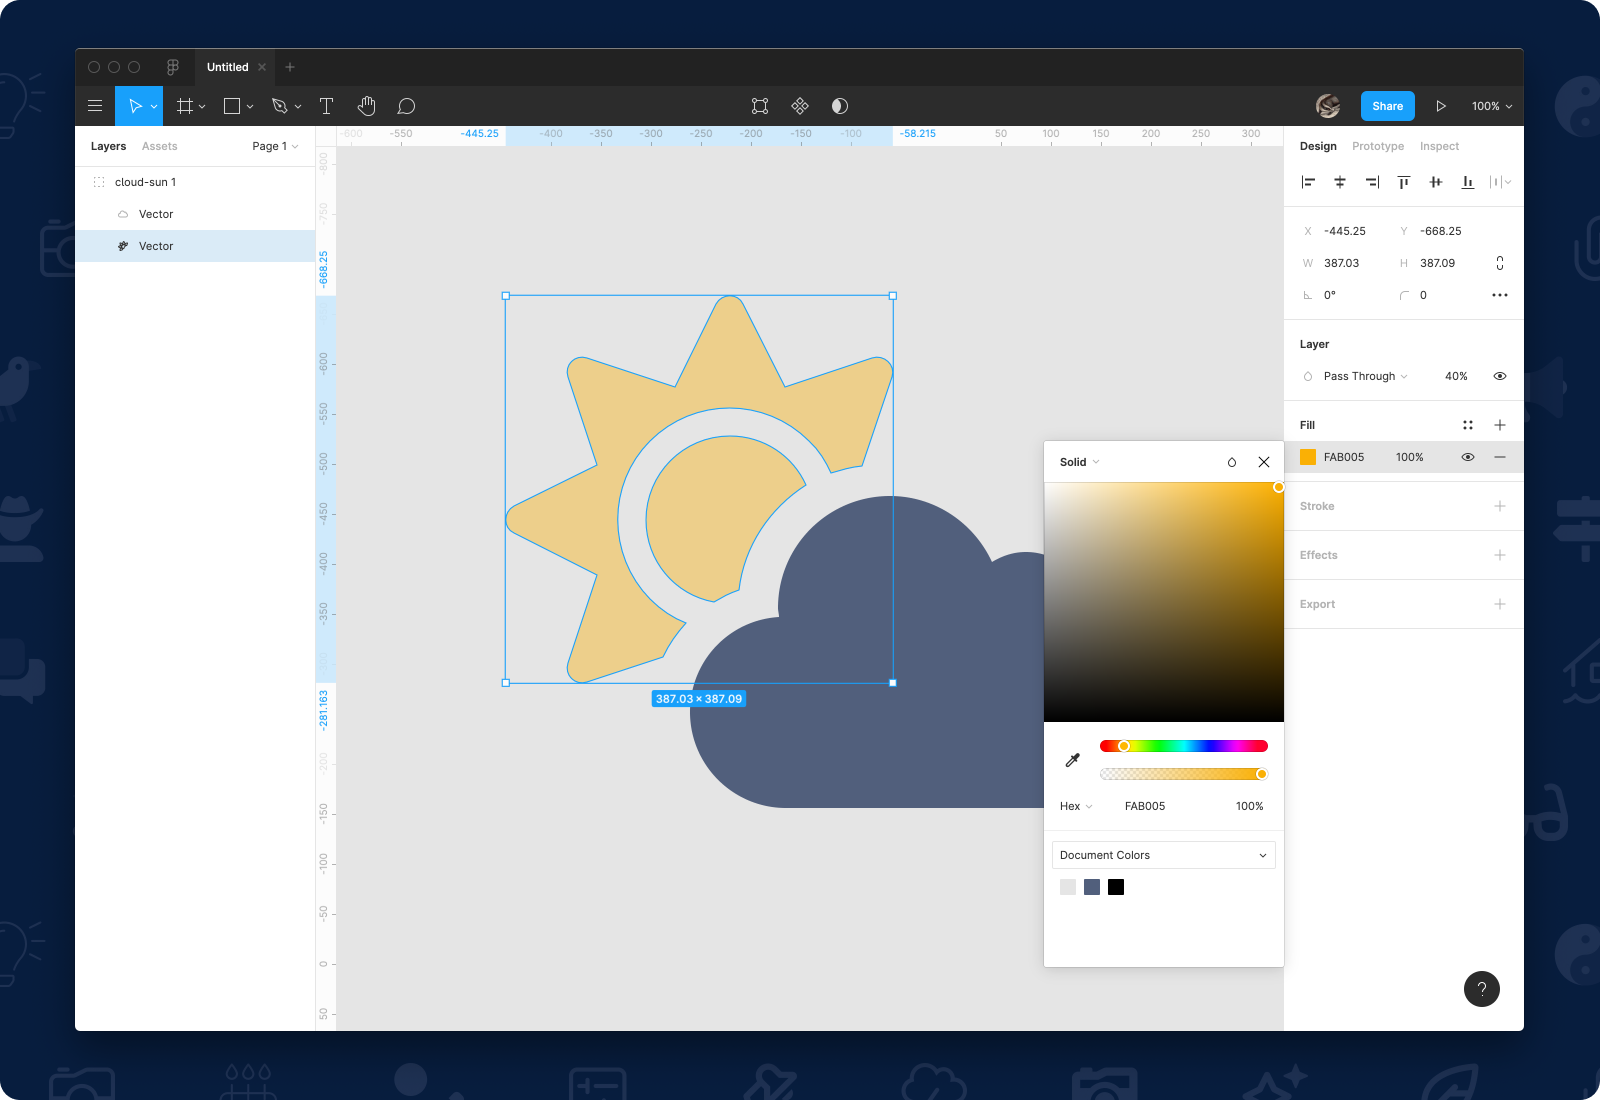 Untitled
Share
100%
Layers
Assets
Page 1
cloud-sun 1
Vector
Vector
-600
-550
-445.25
-400
-350
-300
-250
-200
-150
-100
-58.215
50
100
150
200
250
300
-800
-750
-668.25
-600
-550
-500
-450
-400
-350
-300
-281.163
-200
-150
-100
-50
0
50
387.03 × 387.09
Design
Prototype
Inspect
X -445.25
Y -668.25
W 387.03
H 387.09
0°
0
Layer
Pass Through
40%
Fill
FAB005
100%
Stroke
Effects
Export
Solid
Hex
FAB005
100%
Document Colors
?